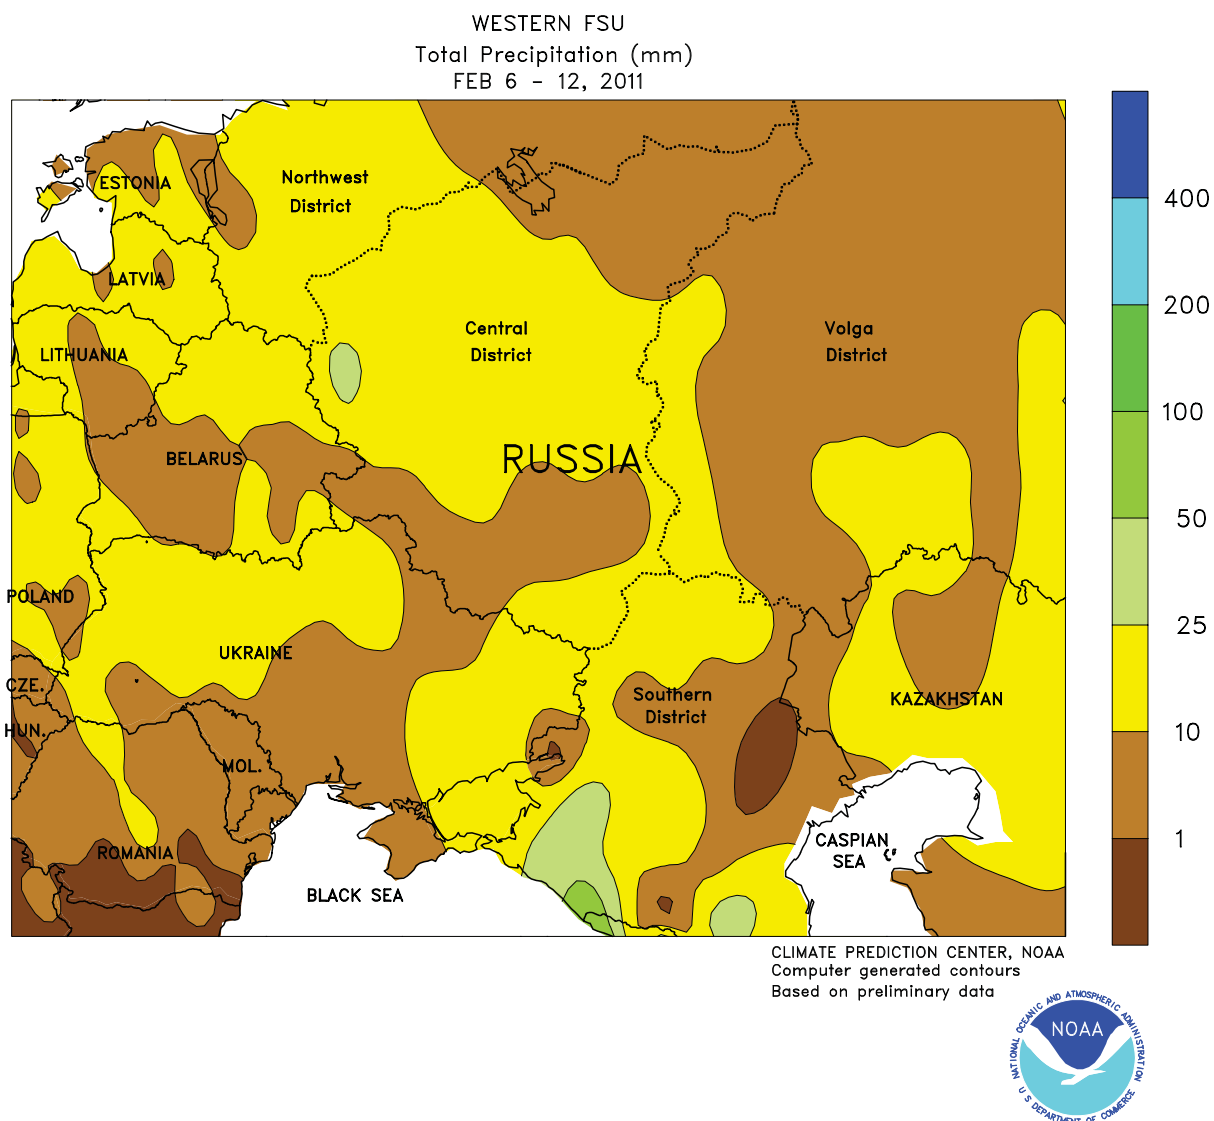 WESTERN FSU
Total Precipitation (mm)
FEB 6 - 12, 2011
Northwest
District
ESTONIA
LATVIA
LITHUANIA
Central
District
Volga
District
RUSSIA
BELARUS
POLAND
UKRAINE
CZE.
HUN.
MOL.
Southern
District
KAZAKHSTAN
ROMANIA
BLACK SEA
CASPIAN
SEA
400
200
100
50
25
10
1
CLIMATE PREDICTION CENTER, NOAA
Computer generated contours
Based on preliminary data
NATIONAL OCEANIC AND ATMOSPHERIC ADMINISTRATION
NOAA
U S DEPARTMENT OF COMMERCE